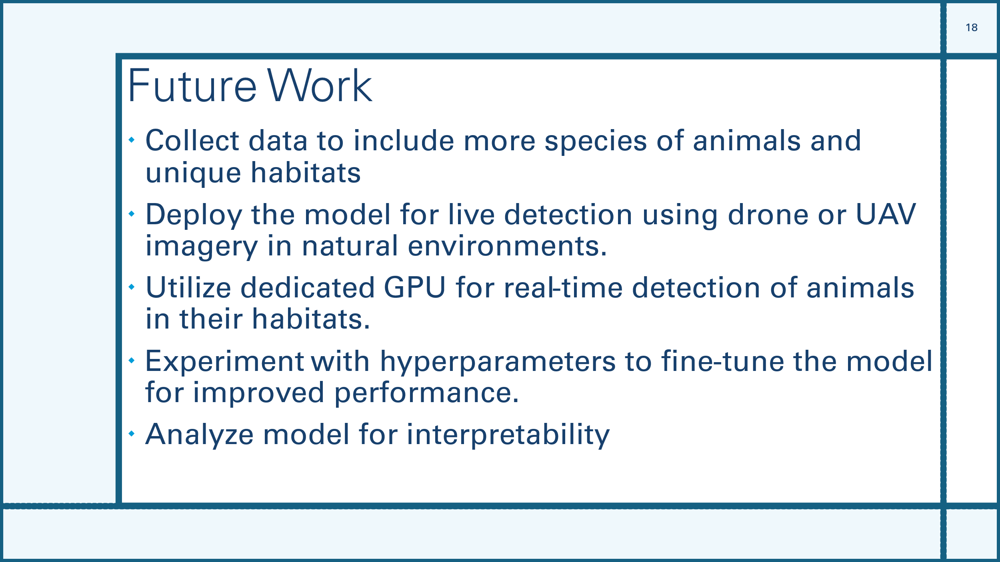 18
Future Work
Collect data to include more species of animals and
unique habitats
Deploy the model for live detection using drone or UAV
imagery in natural environments.
Utilize dedicated GPU for real-time detection of animals
in their habitats.
Experiment with hyperparameters to fine-tune the model
for improved performance.
Analyze model for interpretability